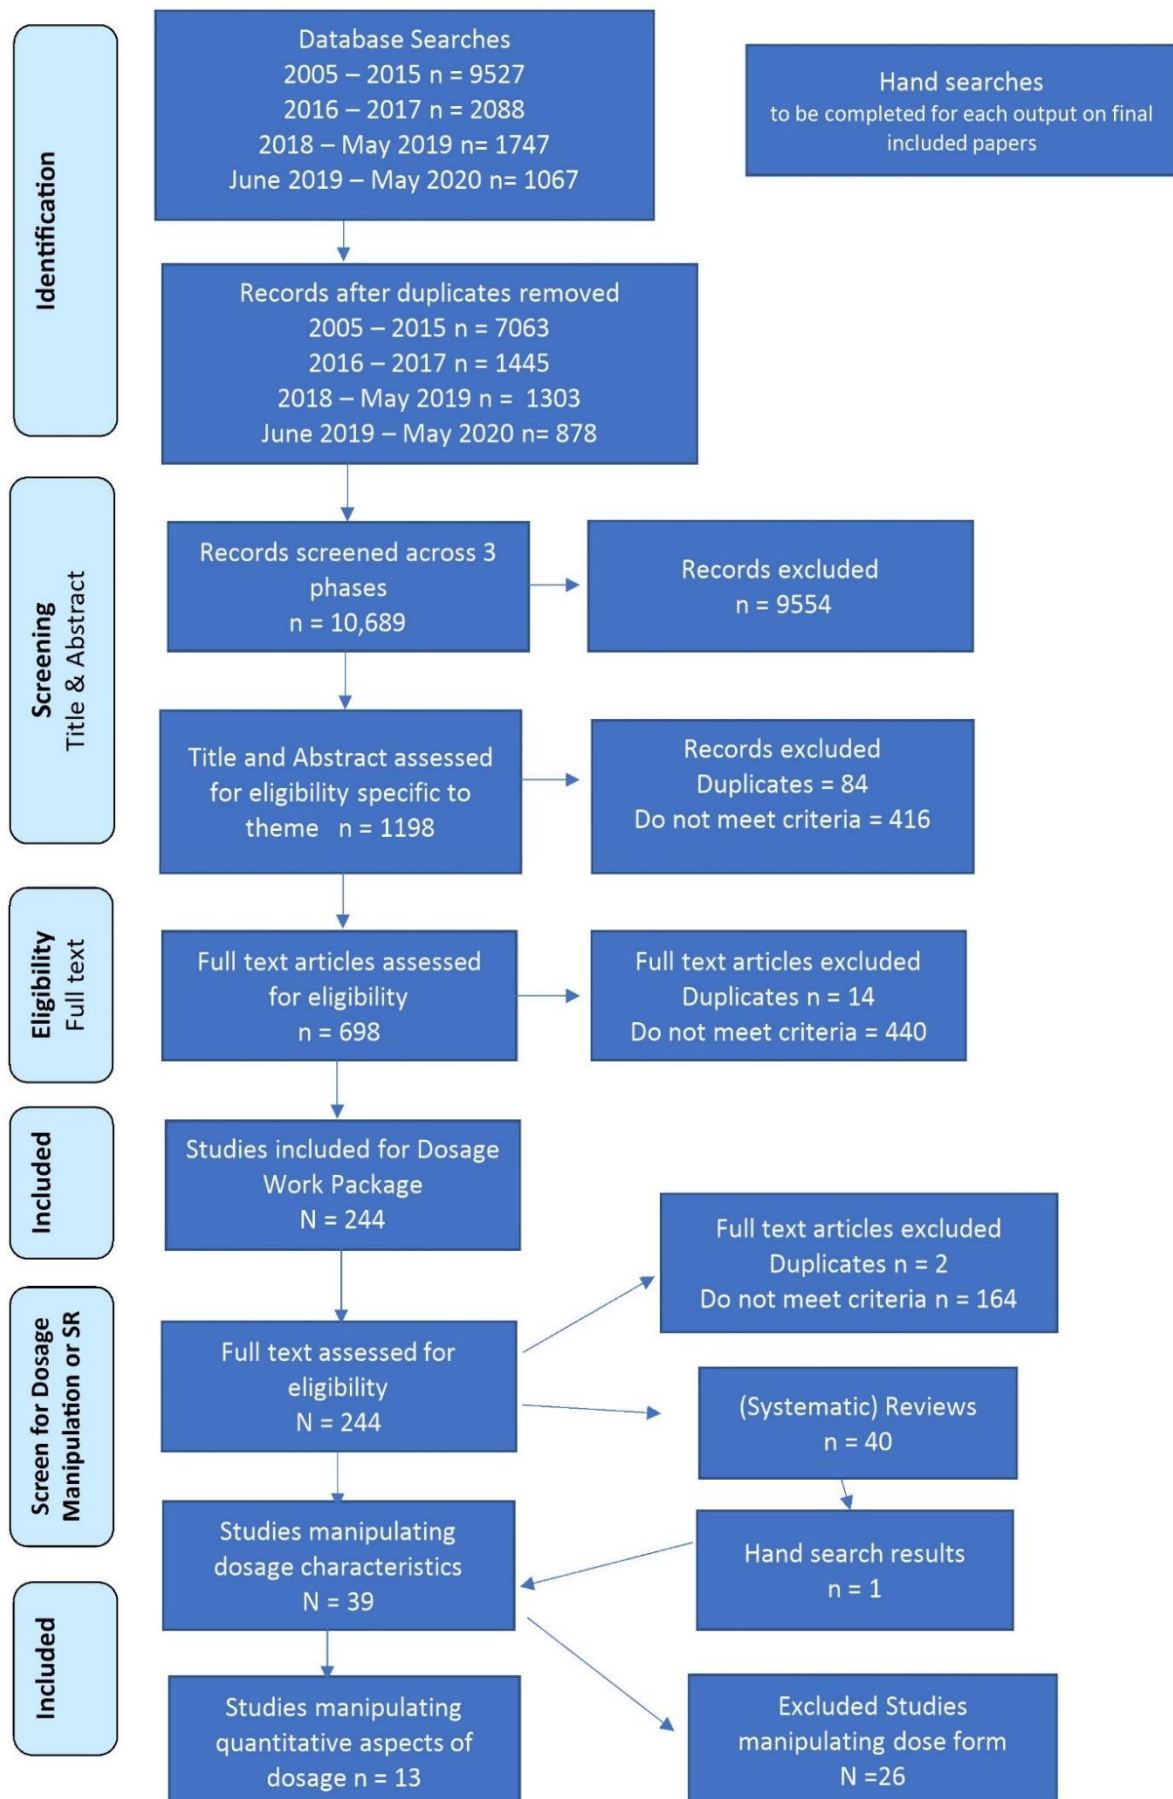 Identification
Database Searches
2005 – 2015 n = 9527
2016 – 2017 n = 2088
2018 – May 2019 n= 1747
June 2019 – May 2020 n= 1067
Hand searches
to be completed for each output on final
included papers
Records after duplicates removed
2005 – 2015 n = 7063
2016 – 2017 n = 1445
2018 – May 2019 n = 1303
June 2019 – May 2020 n= 878
Screening
Title & Abstract
Records screened across 3
phases
n = 10,689
Records excluded
n = 9554
Title and Abstract assessed
for eligibility specific to
theme n = 1198
Records excluded
Duplicates = 84
Do not meet criteria = 416
Eligibility
Full text
Full text articles assessed
for eligibility
n = 698
Full text articles excluded
Duplicates n = 14
Do not meet criteria = 440
Included
Studies included for Dosage
Work Package
N = 244
Screen for Dosage
Manipulation or SR
Full text assessed for
eligibility
N = 244
Full text articles excluded
Duplicates n = 2
Do not meet criteria n = 164
(Systematic) Reviews
n = 40
Studies manipulating
dosage characteristics
N = 39
Hand search results
n = 1
Included
Studies manipulating
quantitative aspects of
dosage n = 13
Excluded Studies
manipulating dose form
N =26